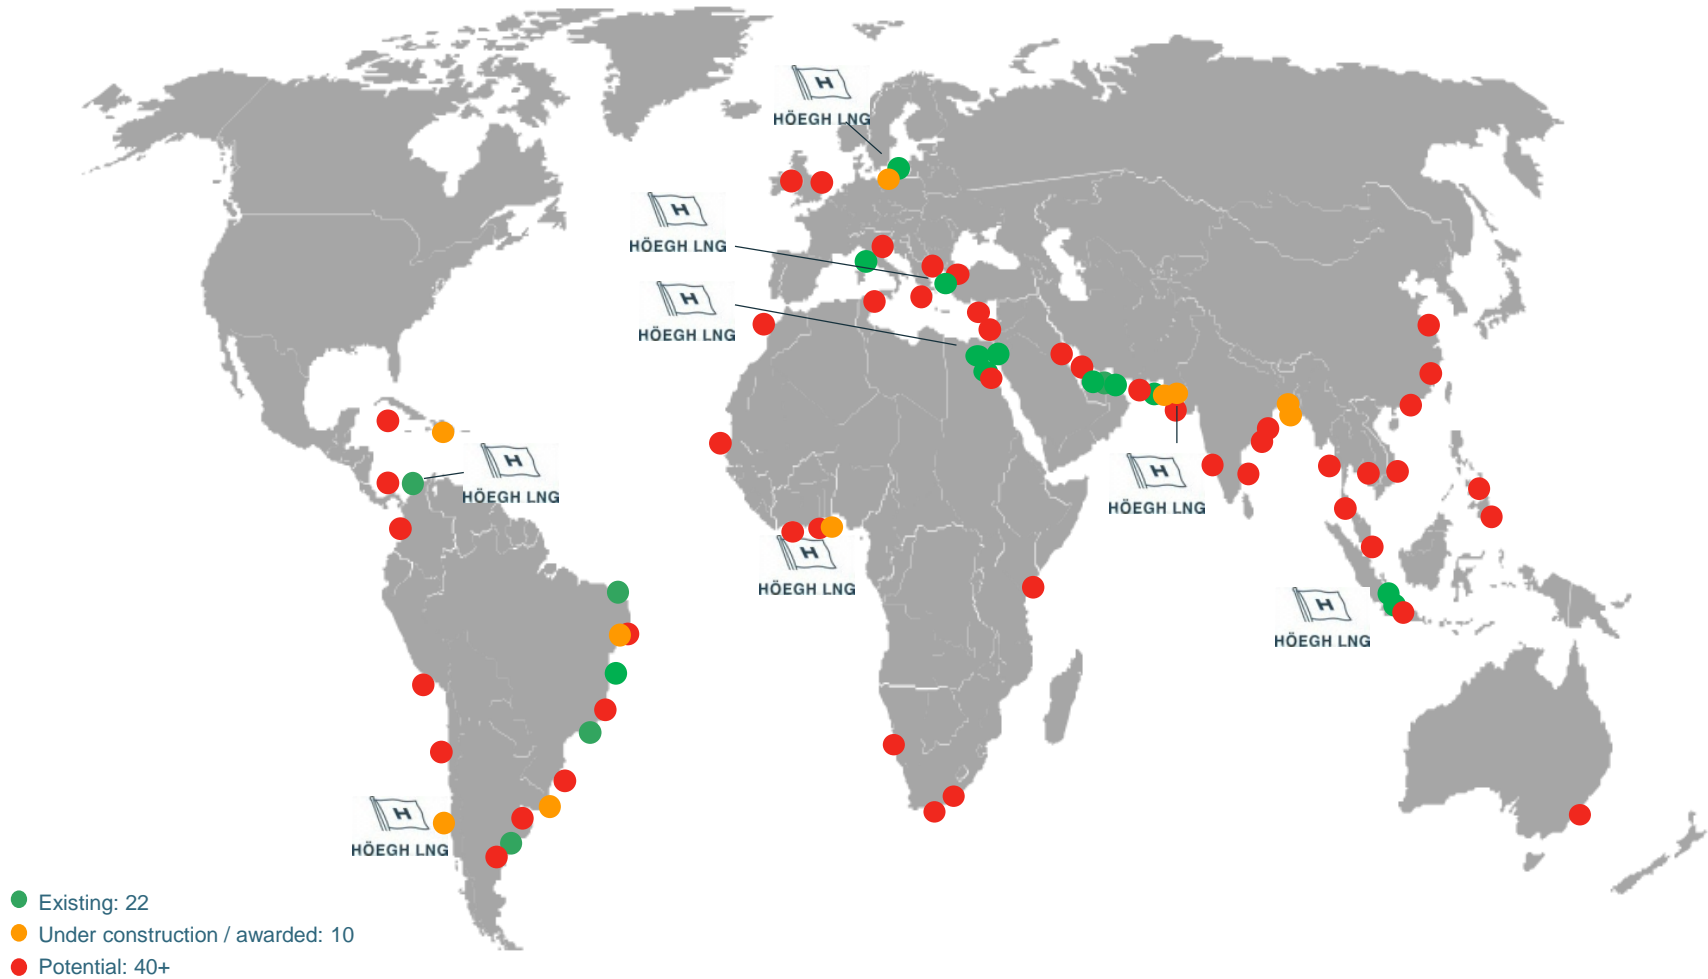 H
HÖEGH LNG
H
HÖEGH LNG
H
HÖEGH LNG
H
HÖEGH LNG
H
HÖEGH LNG
H
HÖEGH LNG
H
HÖEGH LNG
H
HÖEGH LNG
Existing: 22
Under construction / awarded: 10
Potential: 40+